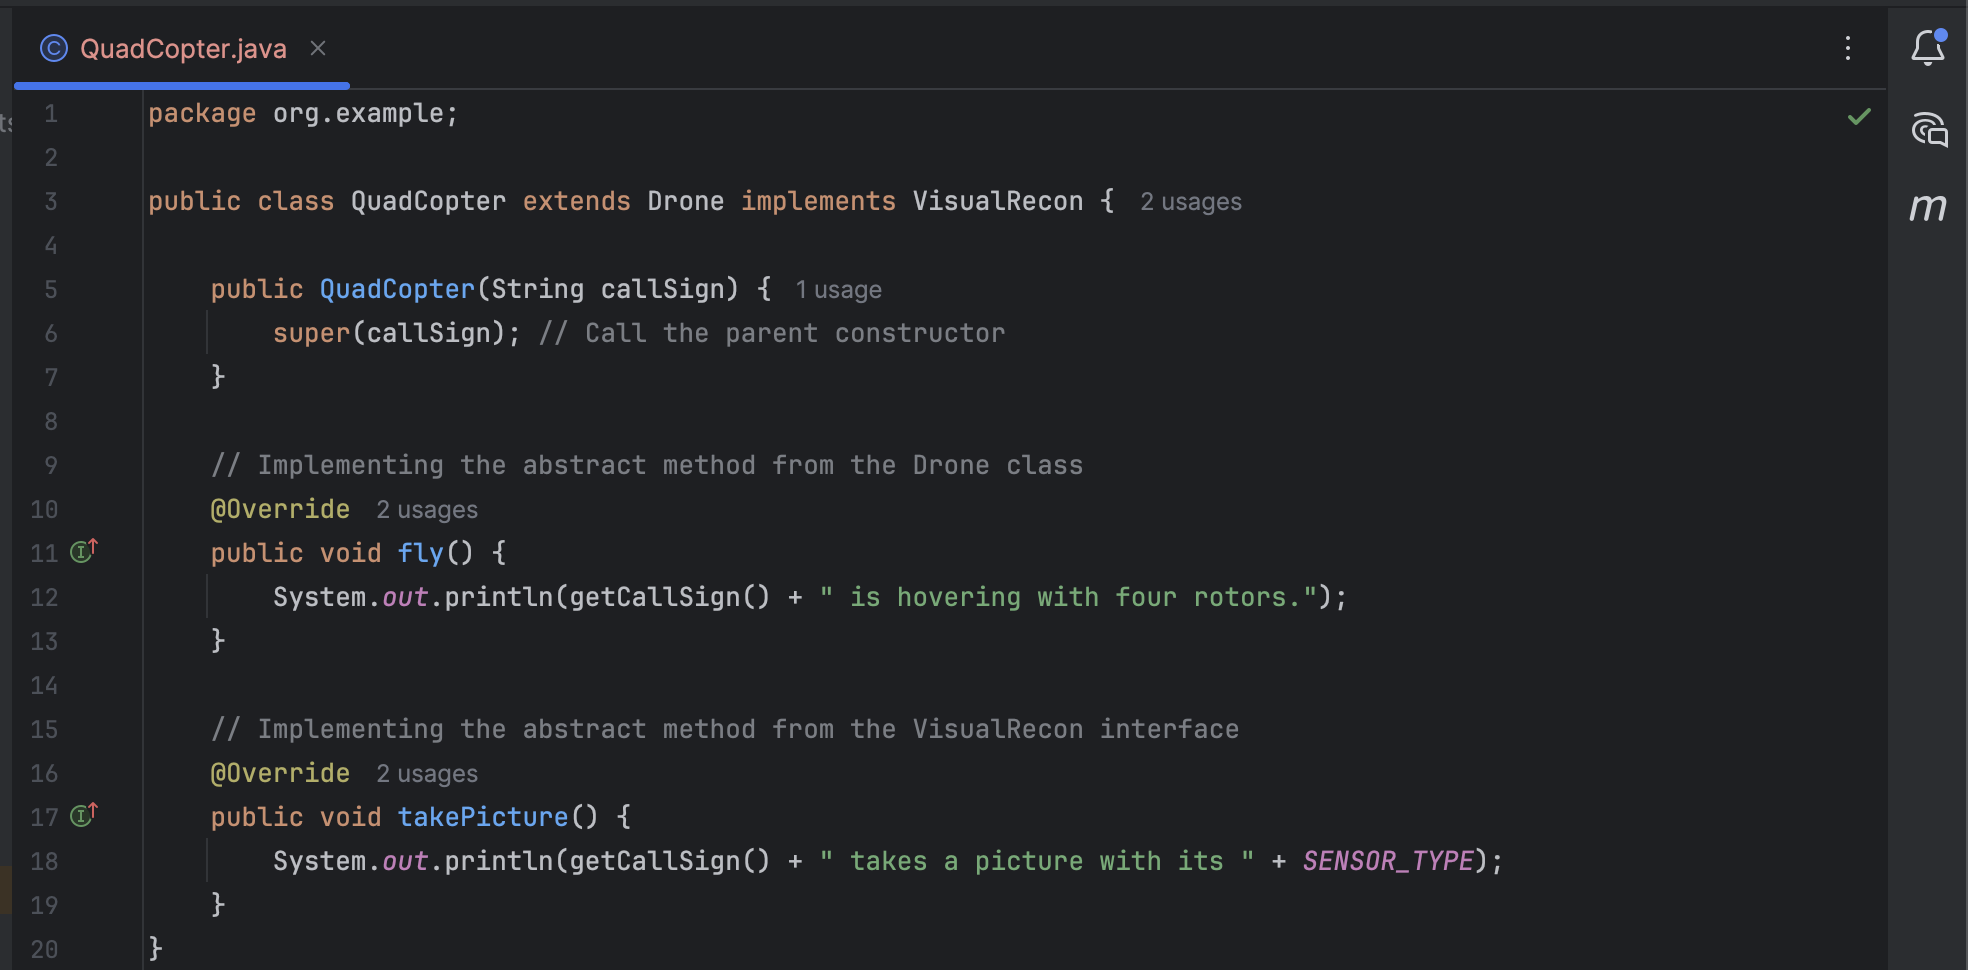 QuadCopter.java
1 package org.example;
2
3 public class QuadCopter extends Drone implements VisualRecon { 2 usages
4
5     public QuadCopter(String callSign) { 1 usage
6         super(callSign); // Call the parent constructor
7     }
8
9     // Implementing the abstract method from the Drone class
10     @Override 2 usages
11     public void fly() {
12         System.out.println(getCallSign() + " is hovering with four rotors.");
13     }
14
15     // Implementing the abstract method from the VisualRecon interface
16     @Override 2 usages
17     public void takePicture() {
18         System.out.println(getCallSign() + " takes a picture with its " + SENSOR_TYPE);
19     }
20 }
m